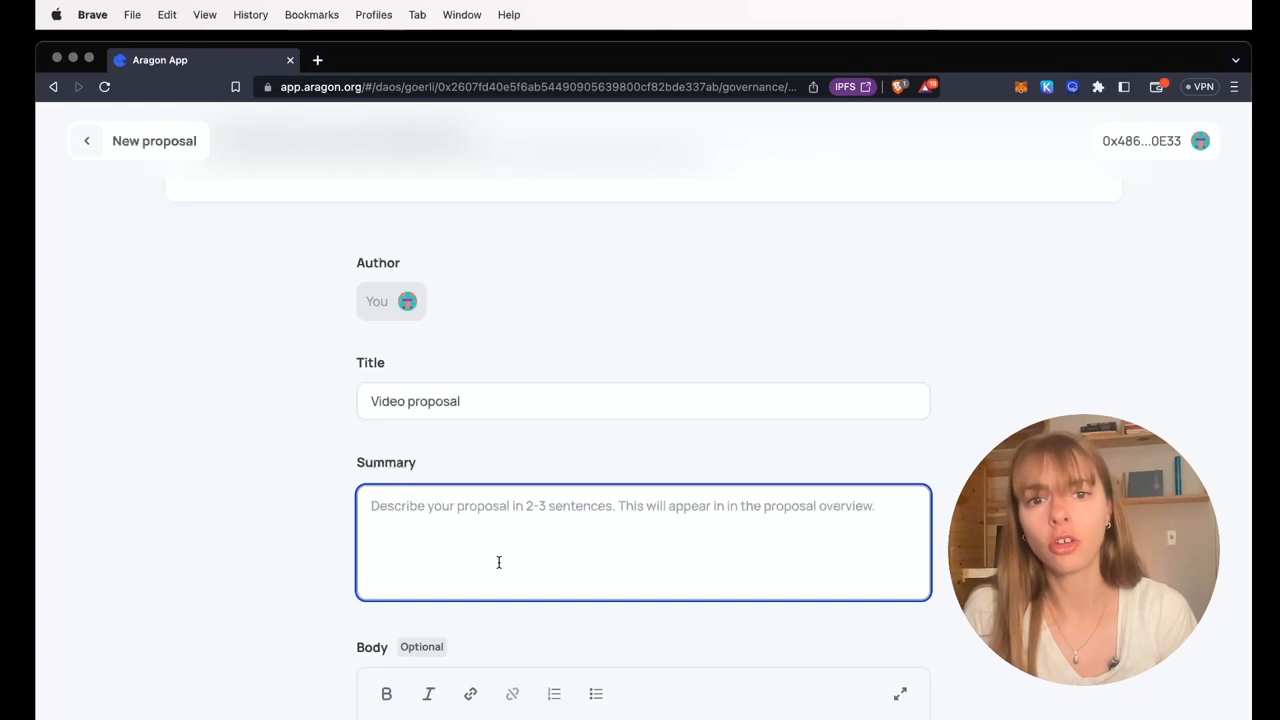 Brave File Edit View History Bookmarks Profiles Tab Window Help
Aragon App
app.aragon.org/#/daos/goerli/0x2607fd40e5f6ab54490905639800cf82bde337ab/governance/... IPFS 1 19 VPN
New proposal 0x486...0E33
Author
You
Title
Video proposal
Summary
Describe your proposal in 2-3 sentences. This will appear in in the proposal overview.
Body Optional
B I